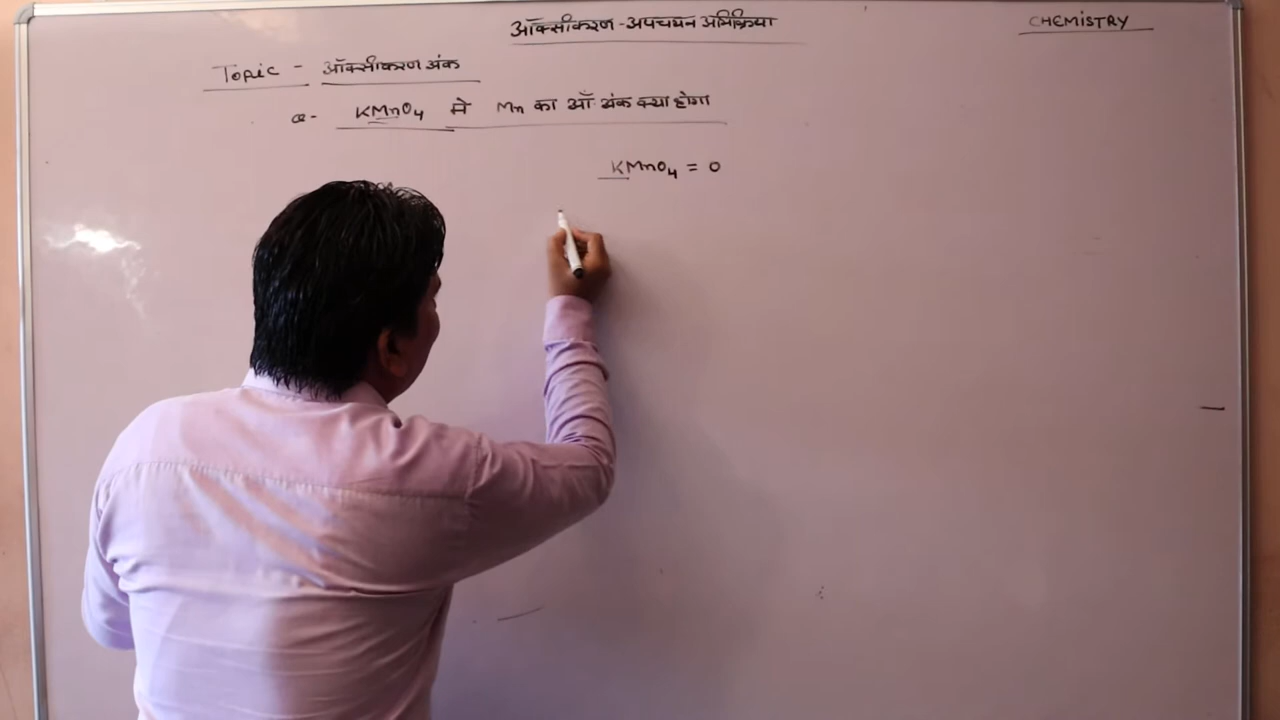 ऑक्सीकरण-अपचयन अभिक्रिया
CHEMISTRY
Topic - ऑक्सीकरण अंक
Q- KMnO4 मे Mn का ऑ. अंक क्या होगा
KMnO4 = 0